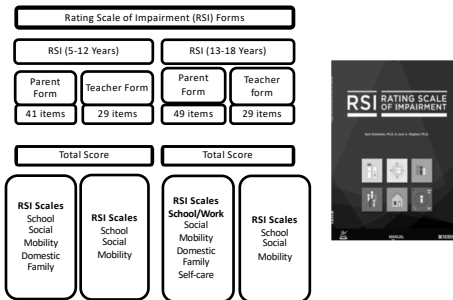 Rating Scale of Impairment (RSI) Forms
RSI (5-12 Years)
RSI (13-18 Years)
Parent
Form
Teacher Form
Parent
Form
Teacher
form
41 items
29 items
49 items
29 items
Total Score
Total Score
RSI Scales
School
Social
Mobility
Domestic
Family
RSI Scales
School
Social
Mobility
RSI Scales
School/Work
Social
Mobility
Domestic
Family
Self-care
RSI Scales
School
Social
Mobility
RSI RATING SCALE
OF IMPAIRMENT
MANUAL